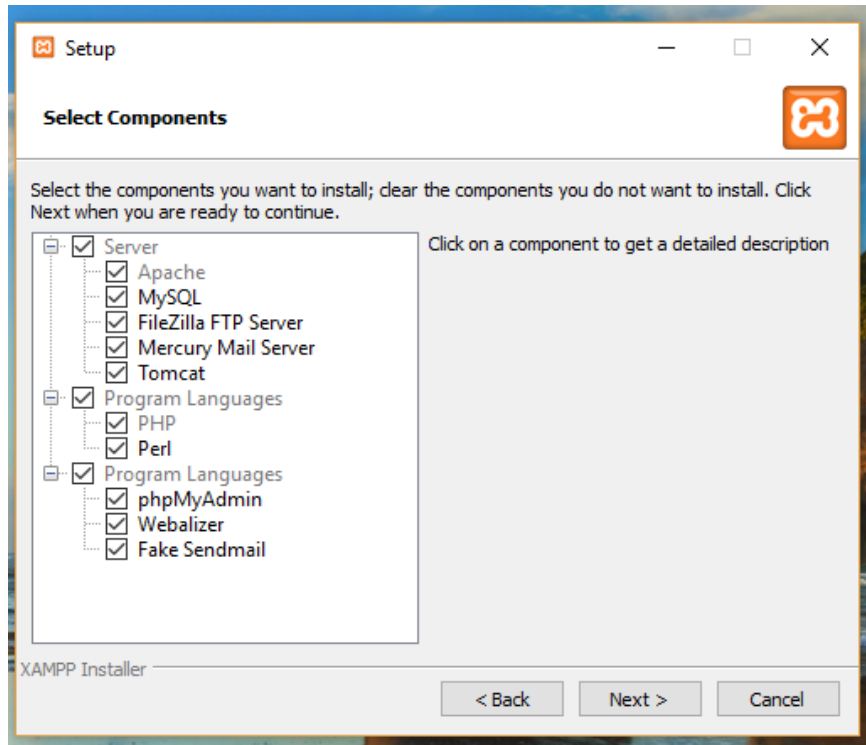 Setup
Select Components
Select the components you want to install; clear the components you do not want to install. Click
Next when you are ready to continue.
Server
Apache
MySQL
FileZilla FTP Server
Mercury Mail Server
Tomcat
Program Languages
PHP
Perl
Program Languages
phpMyAdmin
Webalizer
Fake Sendmail
Click on a component to get a detailed description
XAMPP Installer
< Back
Next >
Cancel